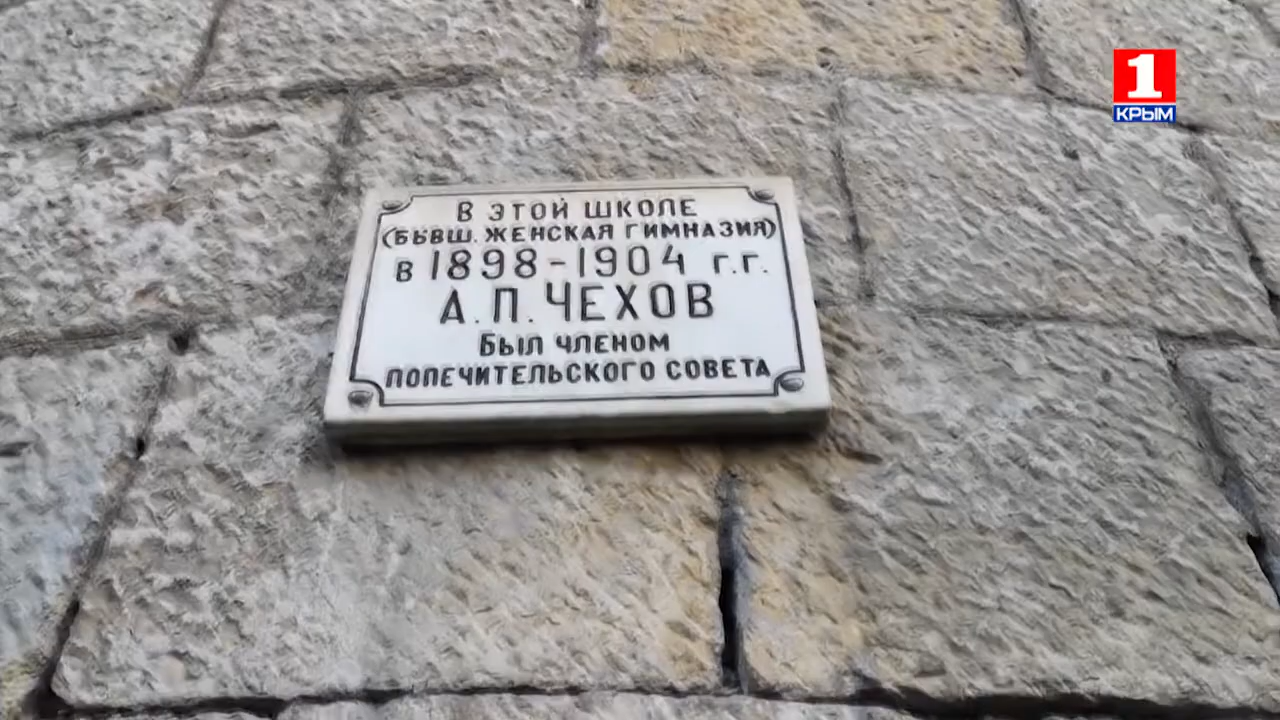 1
КРЫМ
В ЭТОЙ ШКОЛЕ
(БЫВШ. ЖЕНСКАЯ ГИМНАЗИЯ)
В 1898-1904 Г.Г.
А.П.ЧЕХОВ
БЫЛ ЧЛЕНОМ
ПОПЕЧИТЕЛЬСКОГО СОВЕТА